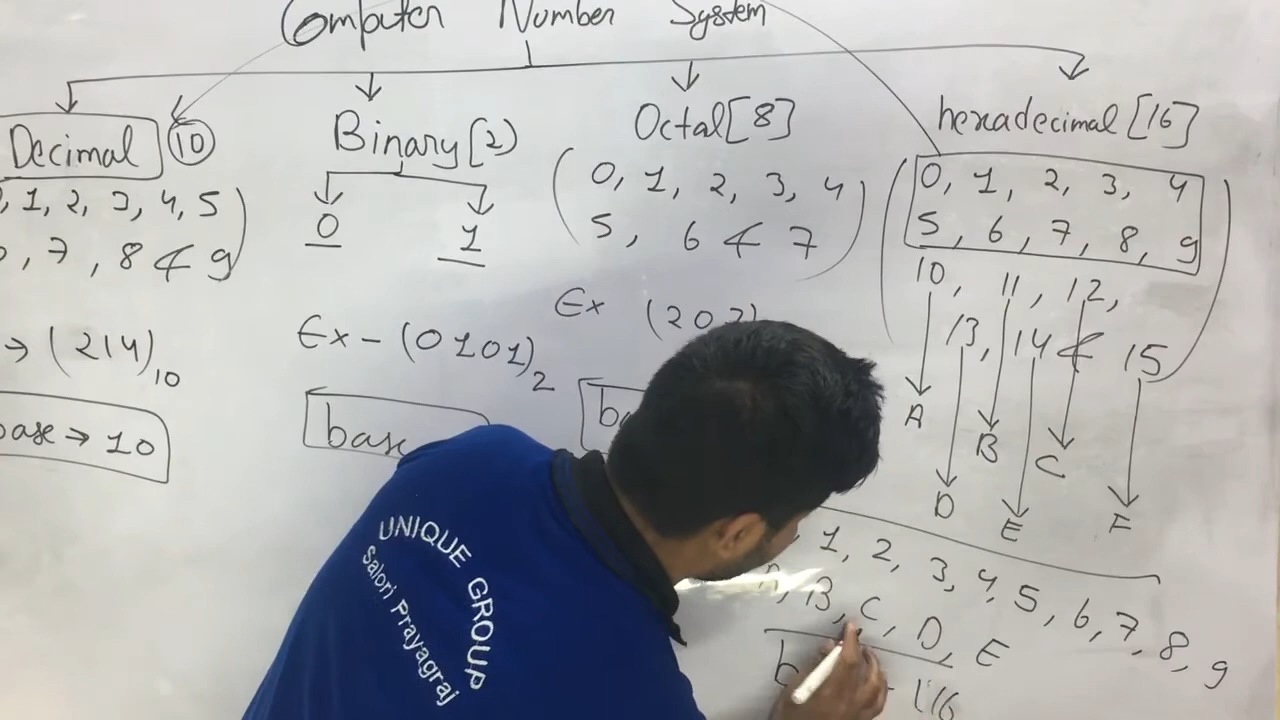 Computer Number System
Decimal 10
, 1, 2, 3, 4, 5
, 7, 8 & 9
→ (214)10
base → 10
Binary [2]
0 1
Ex - (0101)2
base
Octal [8]
0, 1, 2, 3, 4
5, 6 & 7
Ex (202)
hexadecimal [16]
0, 1, 2, 3, 4
5, 6, 7, 8, 9
10, 11, 12,
13, 14 & 15
A B C
D E F
1, 2, 3, 4, 5, 6, 7, 8, 9
A, B, C, D, E
16
UNIQUE GROUP
Salori Prayagraj